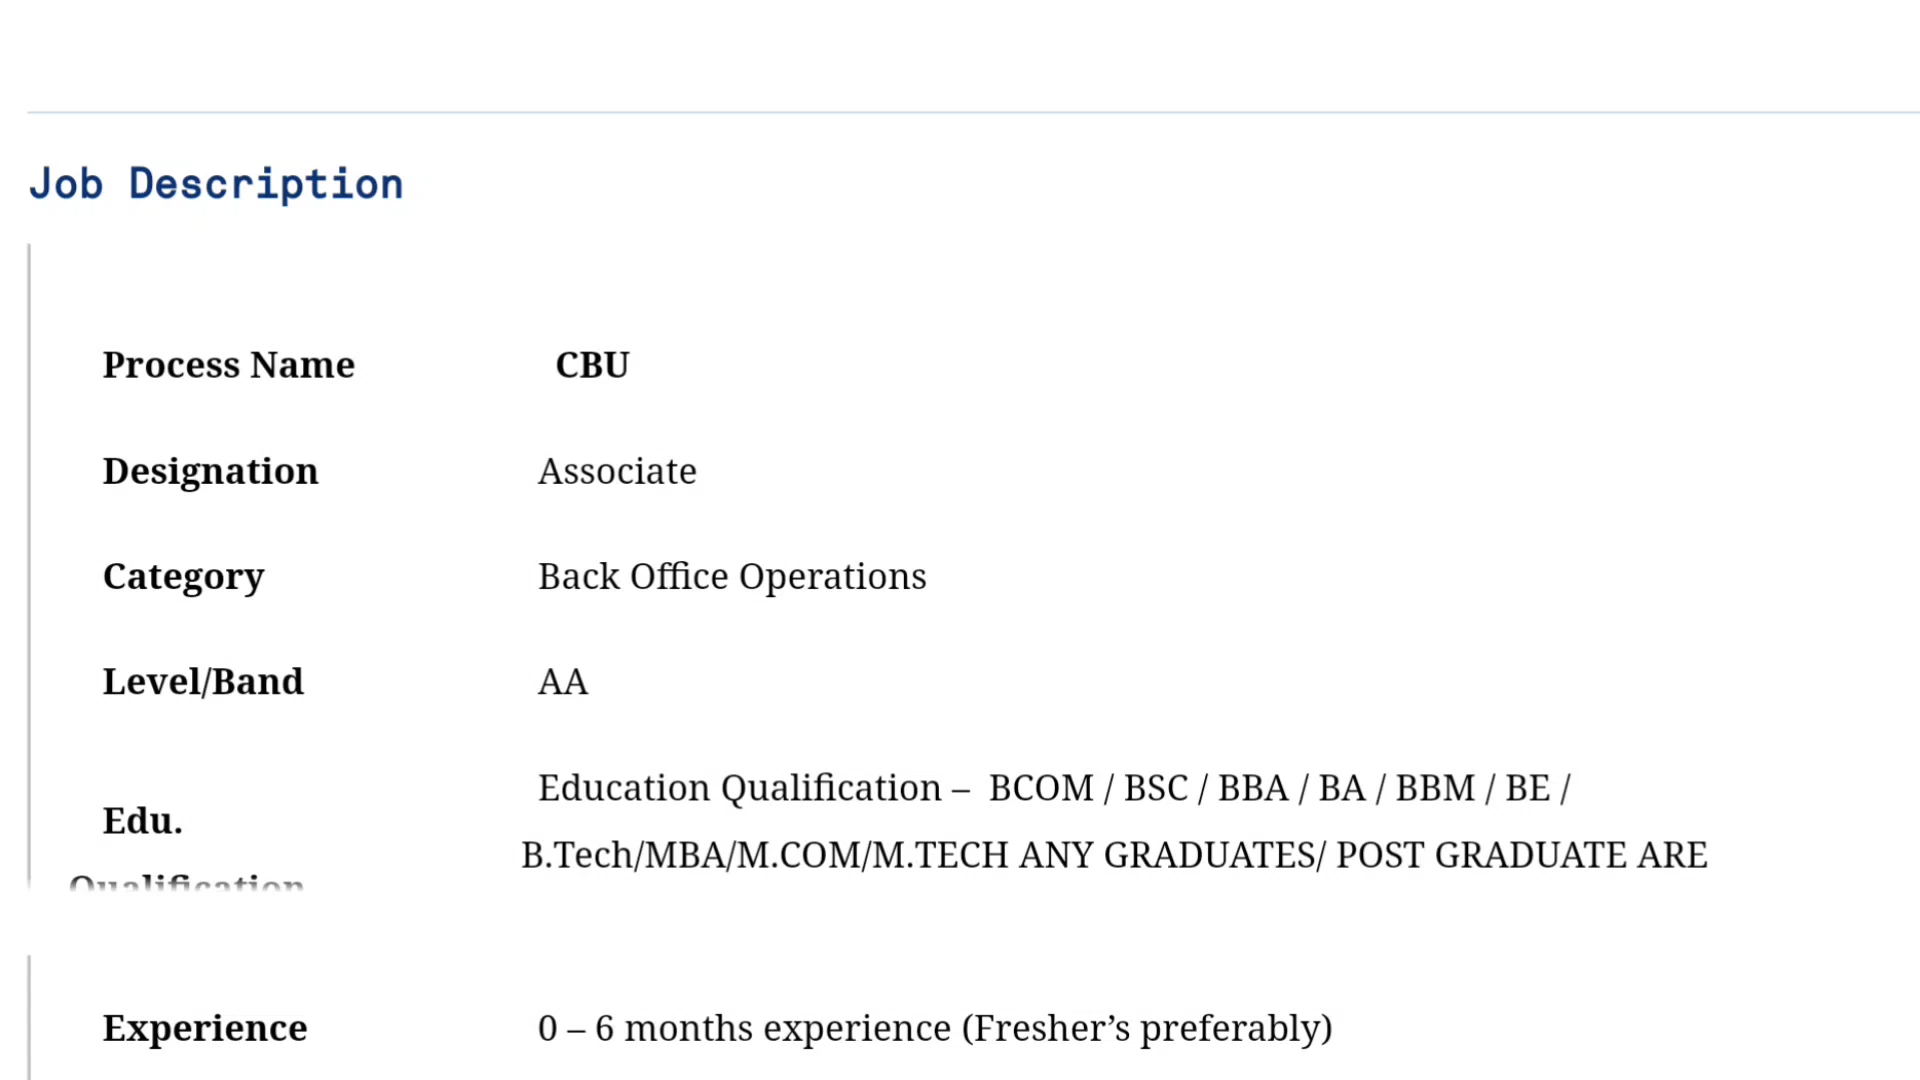 Job Description
Process Name CBU
Designation Associate
Category Back Office Operations
Level/Band AA
Education Qualification – BCOM / BSC / BBA / BA / BBM / BE /
Edu.
B.Tech/MBA/M.COM/M.TECH ANY GRADUATES/ POST GRADUATE ARE
Qualification
Experience 0 – 6 months experience (Fresher’s preferably)